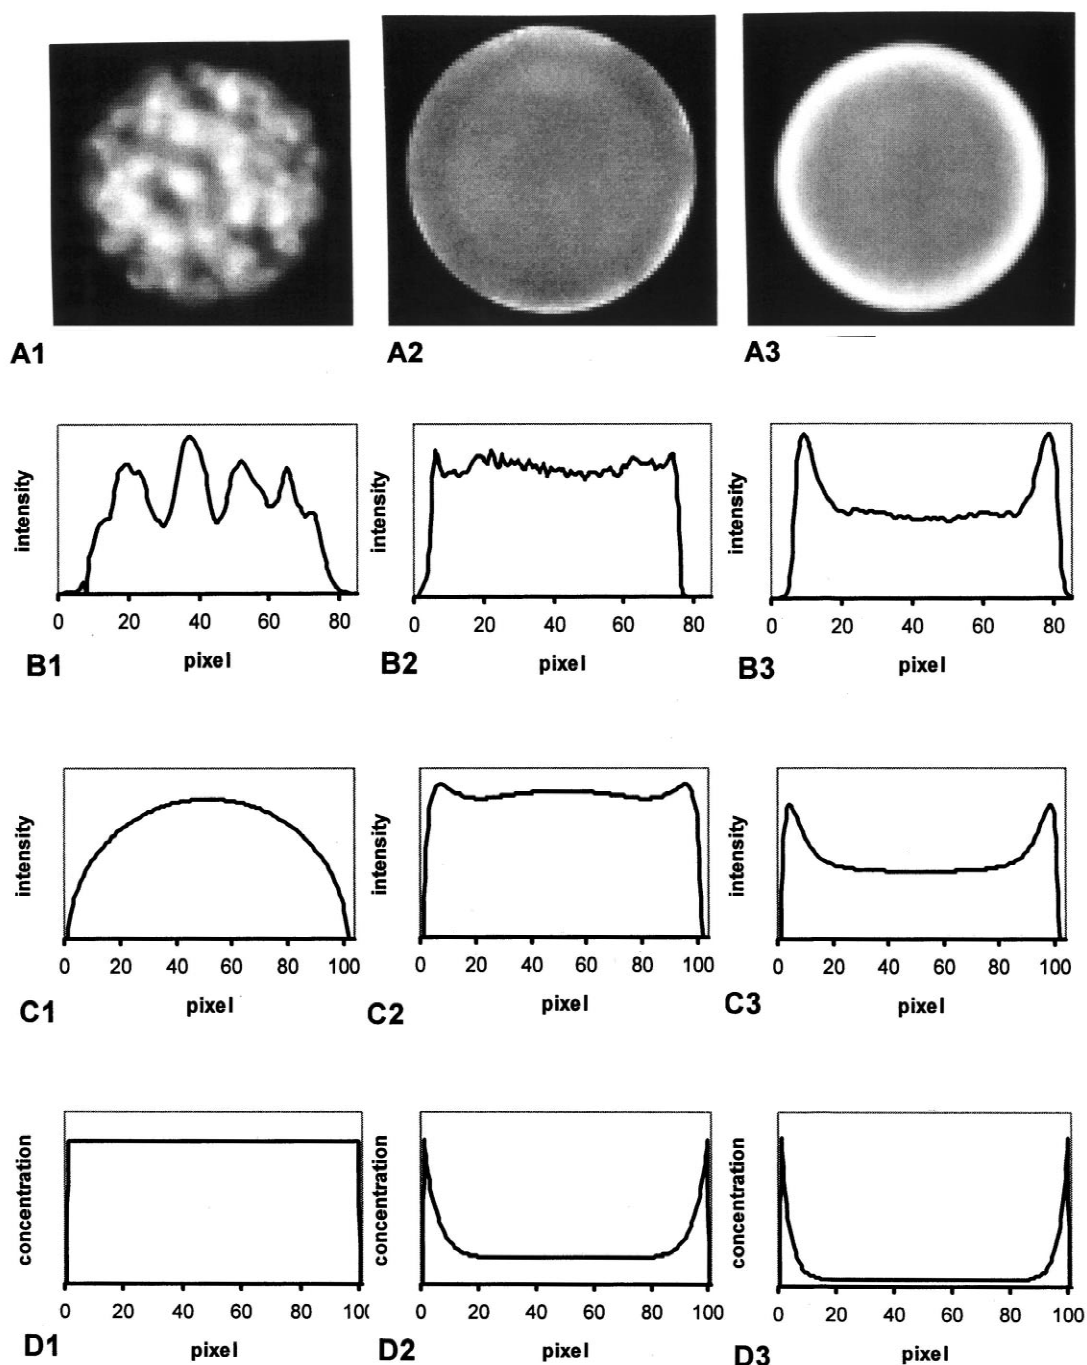 A1 A2 A3
intensity intensity intensity
0 20 40 60 80 0 20 40 60 80 0 20 40 60 80
pixel pixel pixel
B1 B2 B3
intensity intensity intensity
0 20 40 60 80 100 0 20 40 60 80 100 0 20 40 60 80 100
pixel pixel pixel
C1 C2 C3
concentration concentration concentration
0 20 40 60 80 100 0 20 40 60 80 100 0 20 40 60 80 100
pixel pixel pixel
D1 D2 D3